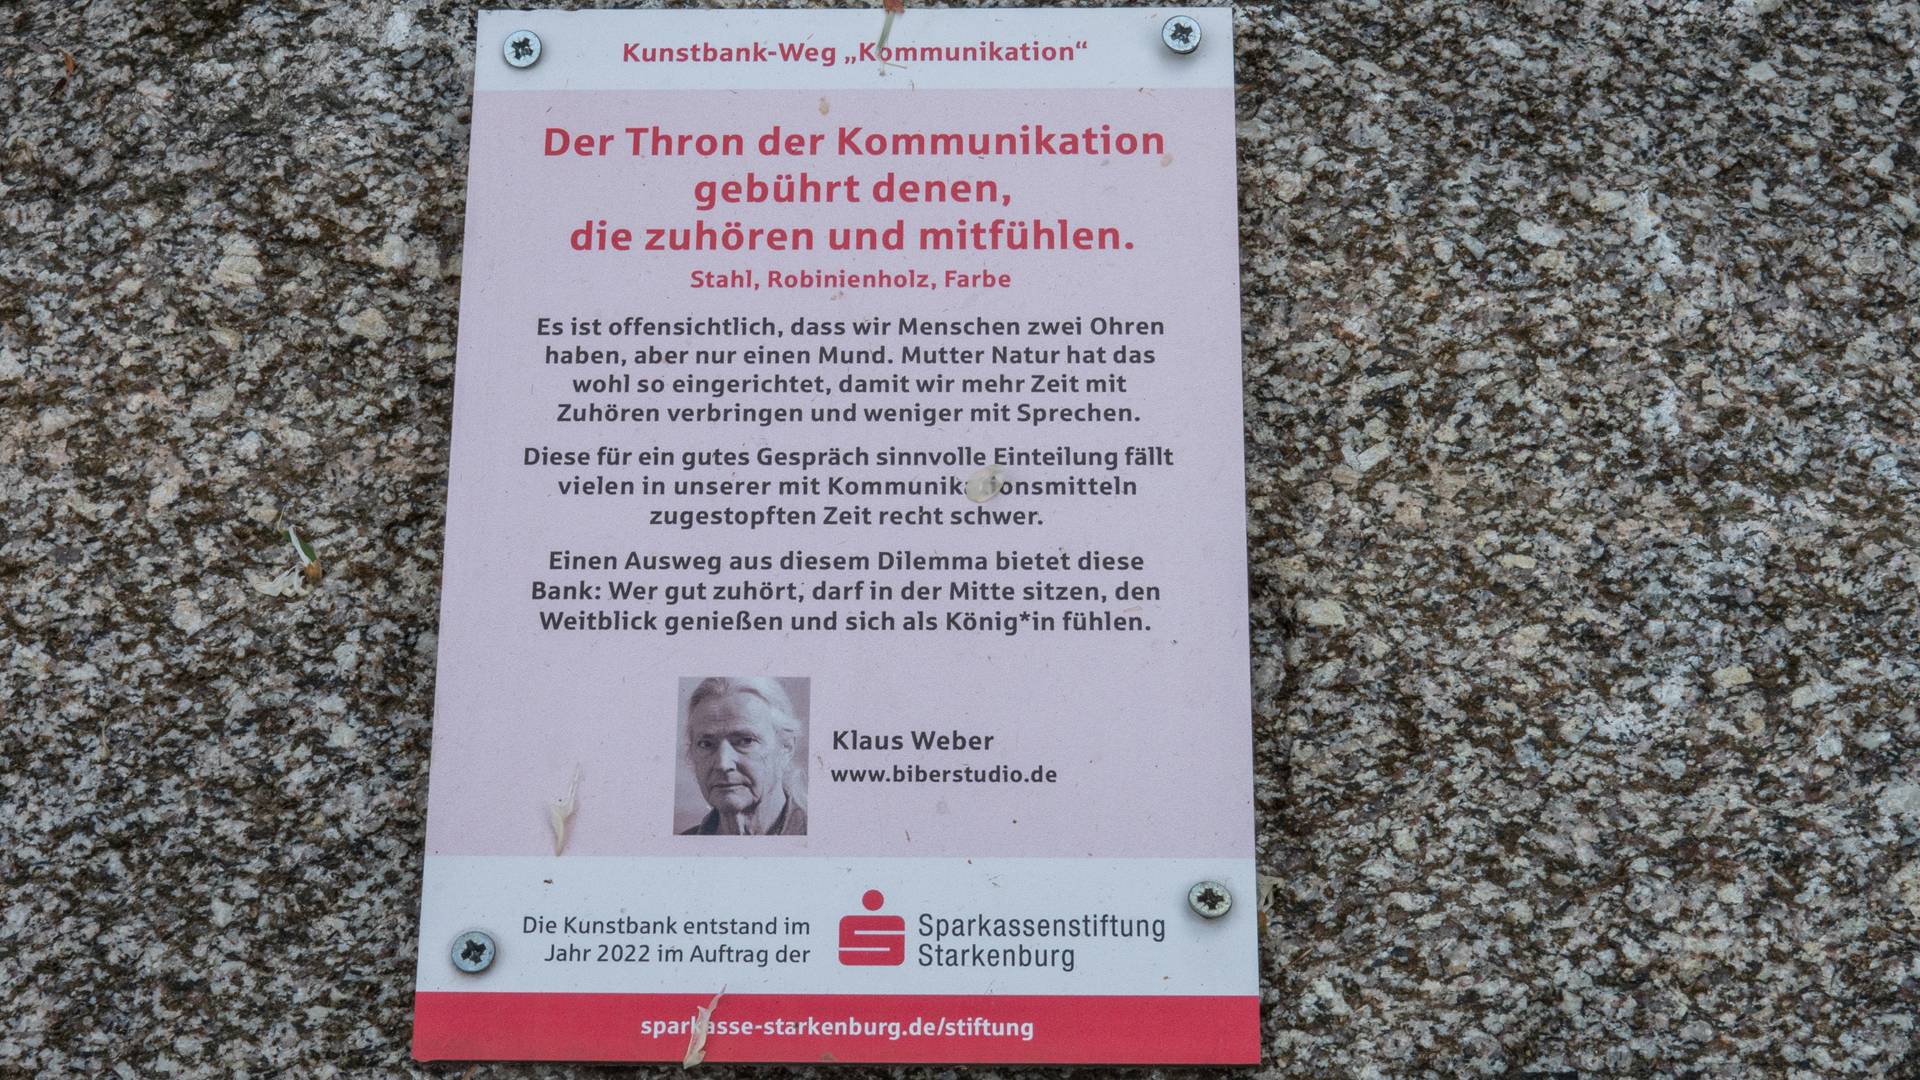 Kunstbank-Weg „Kommunikation“
Der Thron der Kommunikation
gebührt denen,
die zuhören und mitfühlen.
Stahl, Robinienholz, Farbe
Es ist offensichtlich, dass wir Menschen zwei Ohren
haben, aber nur einen Mund. Mutter Natur hat das
wohl so eingerichtet, damit wir mehr Zeit mit
Zuhören verbringen und weniger mit Sprechen.
Diese für ein gutes Gespräch sinnvolle Einteilung fällt
vielen in unserer mit Kommunikationsmitteln
zugestopften Zeit recht schwer.
Einen Ausweg aus diesem Dilemma bietet diese
Bank: Wer gut zuhört, darf in der Mitte sitzen, den
Weitblick genießen und sich als König*in fühlen.
Klaus Weber
www.biberstudio.de
Die Kunstbank entstand im
Jahr 2022 im Auftrag der
Sparkassenstiftung
Starkenburg
sparkasse-starkenburg.de/stiftung